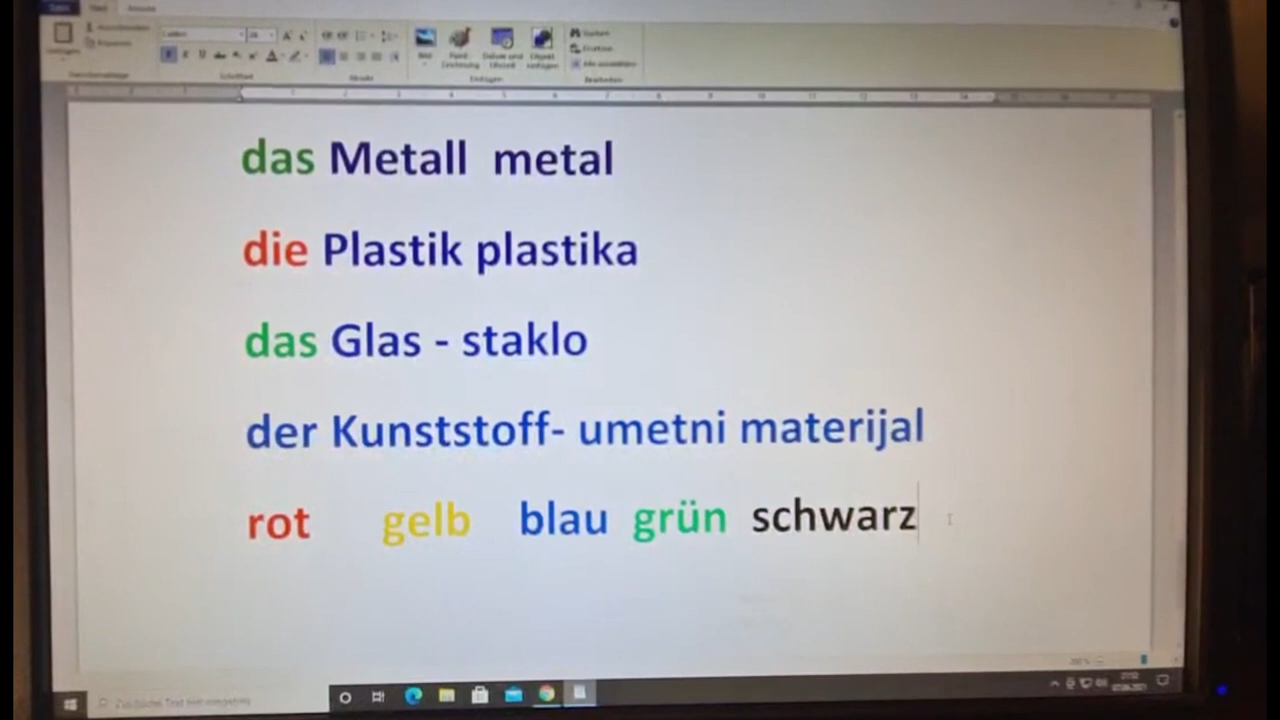 das Metall metal
die Plastik plastika
das Glas - staklo
der Kunststoff- umetni materijal
rot gelb blau grün schwarz